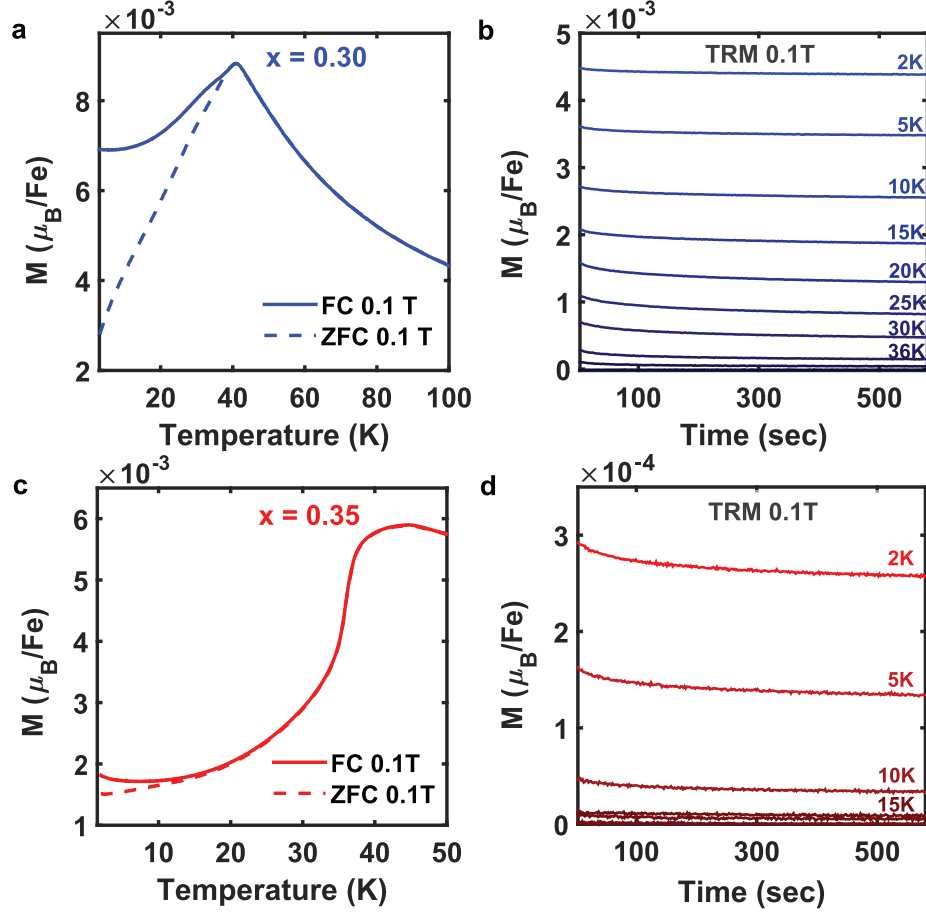 a
×10⁻³
x = 0.30
8
6
4
2
M (μ_B/Fe)
FC 0.1 T
ZFC 0.1 T
20 40 60 80 100
Temperature (K)
b
×10⁻³
TRM 0.1T
5
4
3
2
1
0
M (μ_B/Fe)
2K
5K
10K
15K
20K
25K
30K
36K
100 300 500
Time (sec)
c
×10⁻³
x = 0.35
6
5
4
3
2
1
M (μ_B/Fe)
FC 0.1T
ZFC 0.1T
10 20 30 40 50
Temperature (K)
d
×10⁻⁴
TRM 0.1T
3
2
1
0
M (μ_B/Fe)
2K
5K
10K
15K
100 300 500
Time (sec)